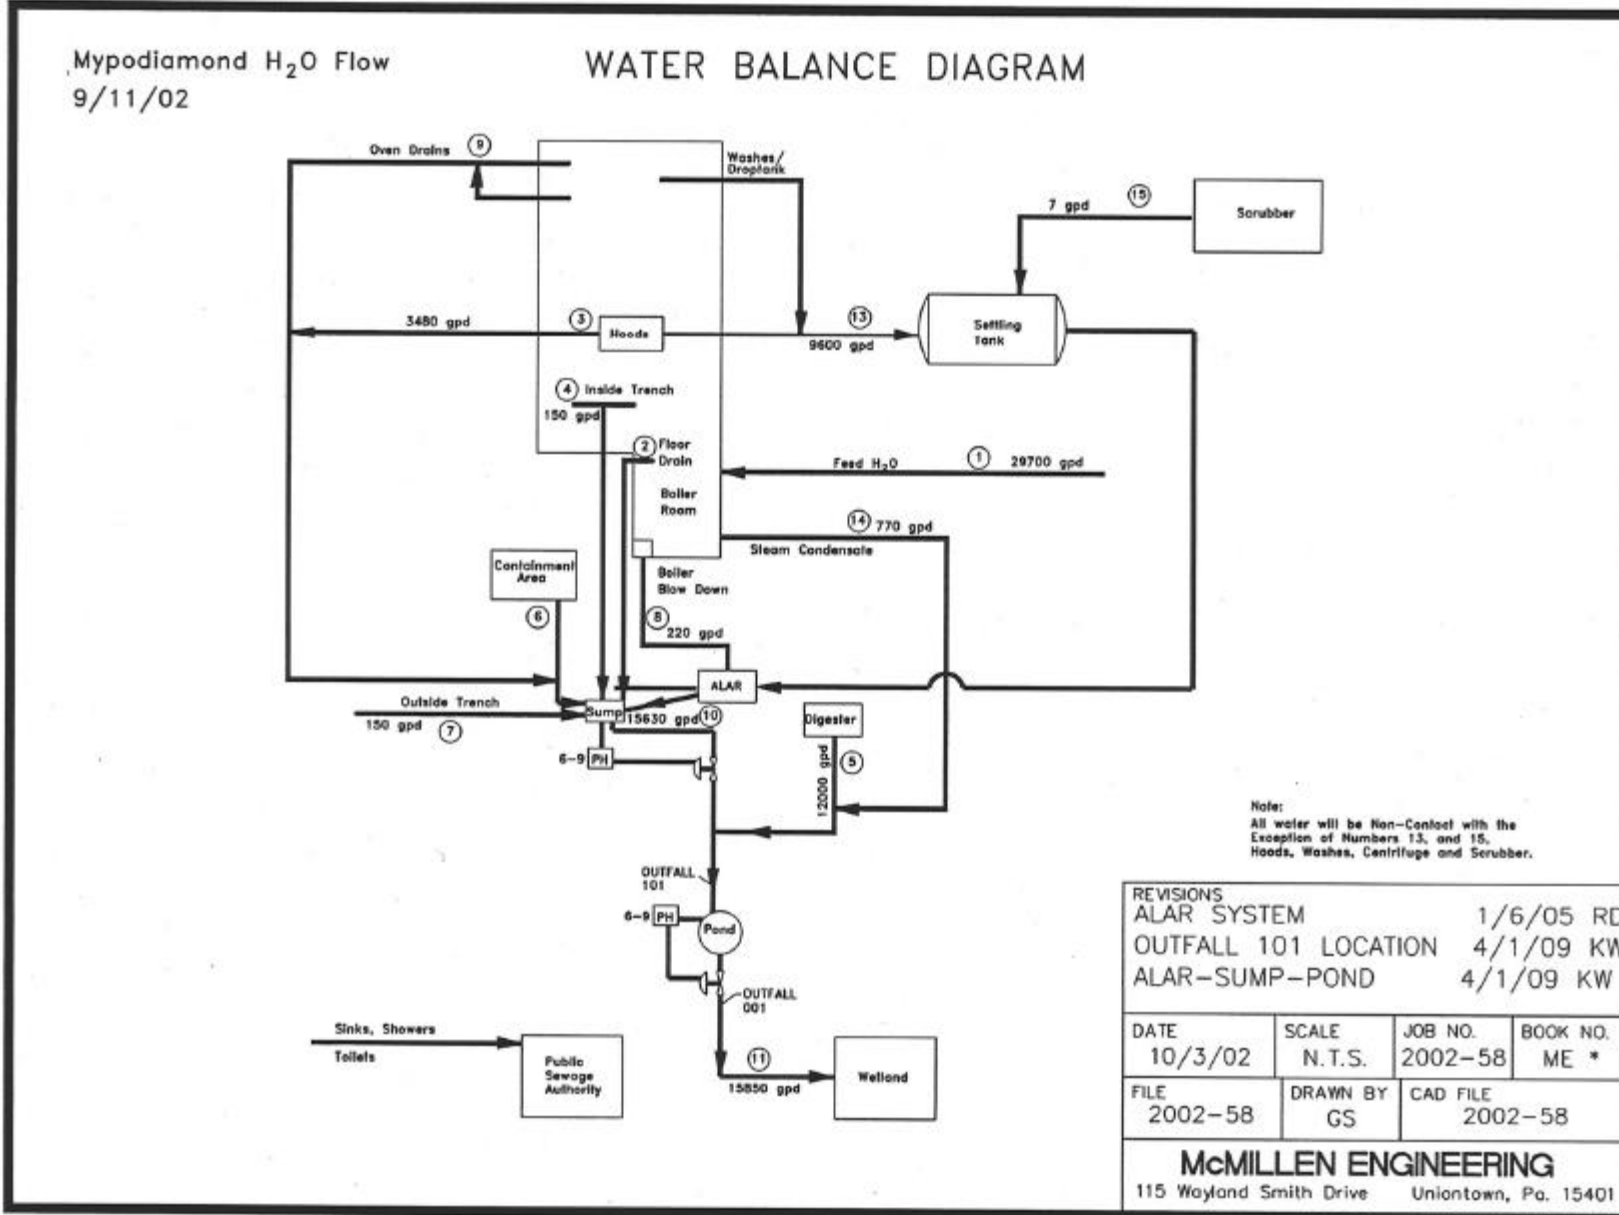 Mypodiamond H2O Flow
9/11/02
WATER BALANCE DIAGRAM
Oven Drains
9
Washes/
Droptank
7 gpd
15
Scrubber
3480 gpd
3
Hoods
13
9600 gpd
Settling
Tank
4 Inside Trench
150 gpd
2 Floor
Drain
Feed H2O
1
29700 gpd
Boiler
Room
14 770 gpd
Steam Condensate
Containment
Area
Boiler
Blow Down
6
8
220 gpd
ALAR
Outside Trench
150 gpd
7
Sump
15630 gpd 10
Digester
6-9 PH
12000 gpd
5
Note:
All water will be Non-Contact with the
Exception of Numbers 13, and 15,
Hoods, Washes, Centrifuge and Scrubber.
OUTFALL
101
6-9 PH
Pond
OUTFALL
001
Sinks, Showers
Toilets
Public
Sewage
Authority
11
15850 gpd
Wetland
REVISIONS
ALAR SYSTEM 1/6/05 RD
OUTFALL 101 LOCATION 4/1/09 KW
ALAR-SUMP-POND 4/1/09 KW
DATE
10/3/02
SCALE
N.T.S.
JOB NO.
2002-58
BOOK NO.
ME *
FILE
2002-58
DRAWN BY
GS
CAD FILE
2002-58
McMILLEN ENGINEERING
115 Wayland Smith Drive Uniontown, Pa. 15401